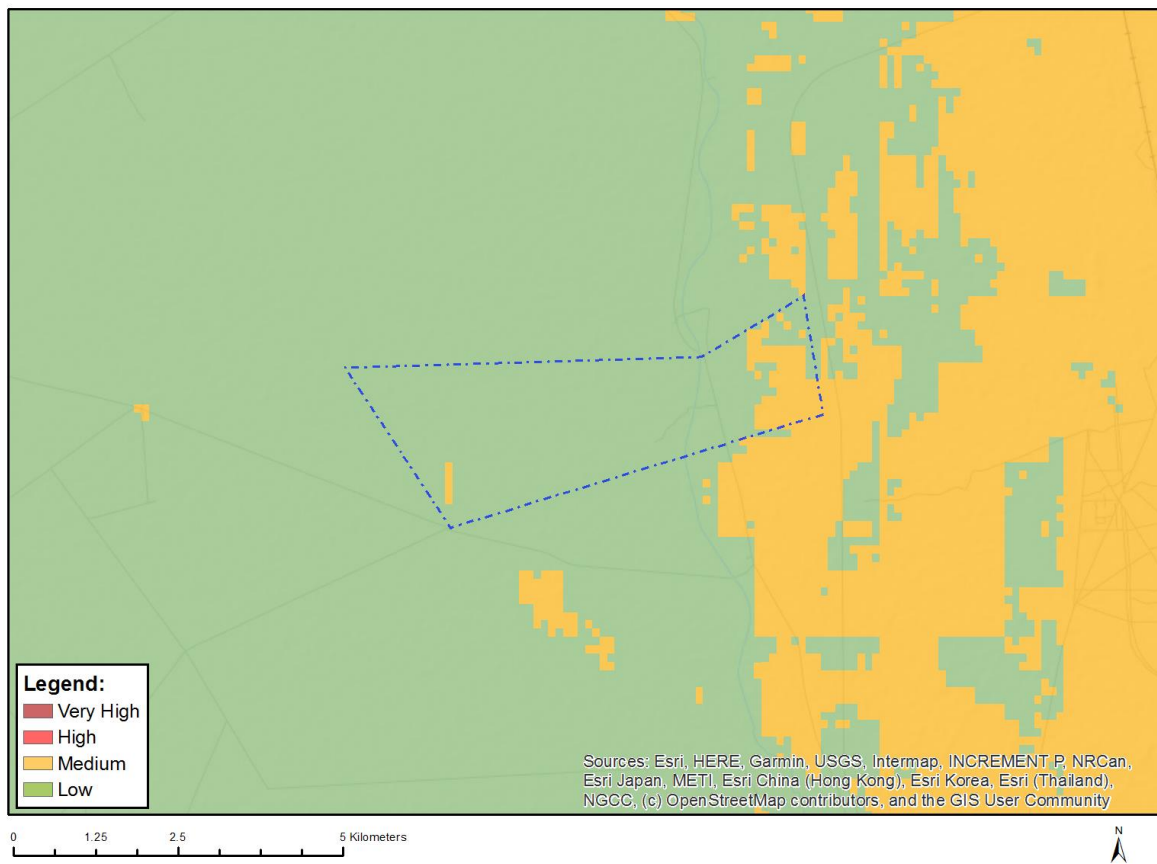 Legend:
Very High
High
Medium
Low
Sources: Esri, HERE, Garmin, USGS, Intermap, INCREMENT P, NRCan,
Esri Japan, METI, Esri China (Hong Kong), Esri Korea, Esri (Thailand),
NGCC, (c) OpenStreetMap contributors, and the GIS User Community
0 1.25 2.5 5 Kilometers
N